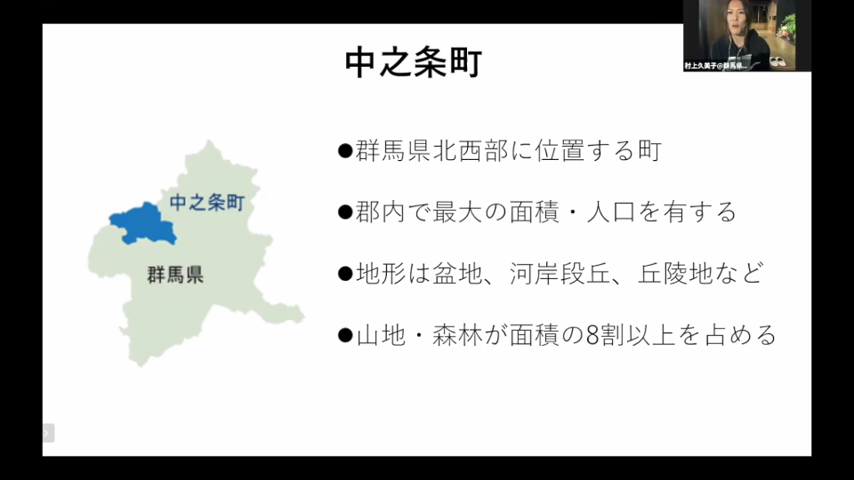 中之条町
村上久美子@群馬県...
中之条町
群馬県
●群馬県北西部に位置する町
●郡内で最大の面積・人口を有する
●地形は盆地、河岸段丘、丘陵地など
●山地・森林が面積の8割以上を占める